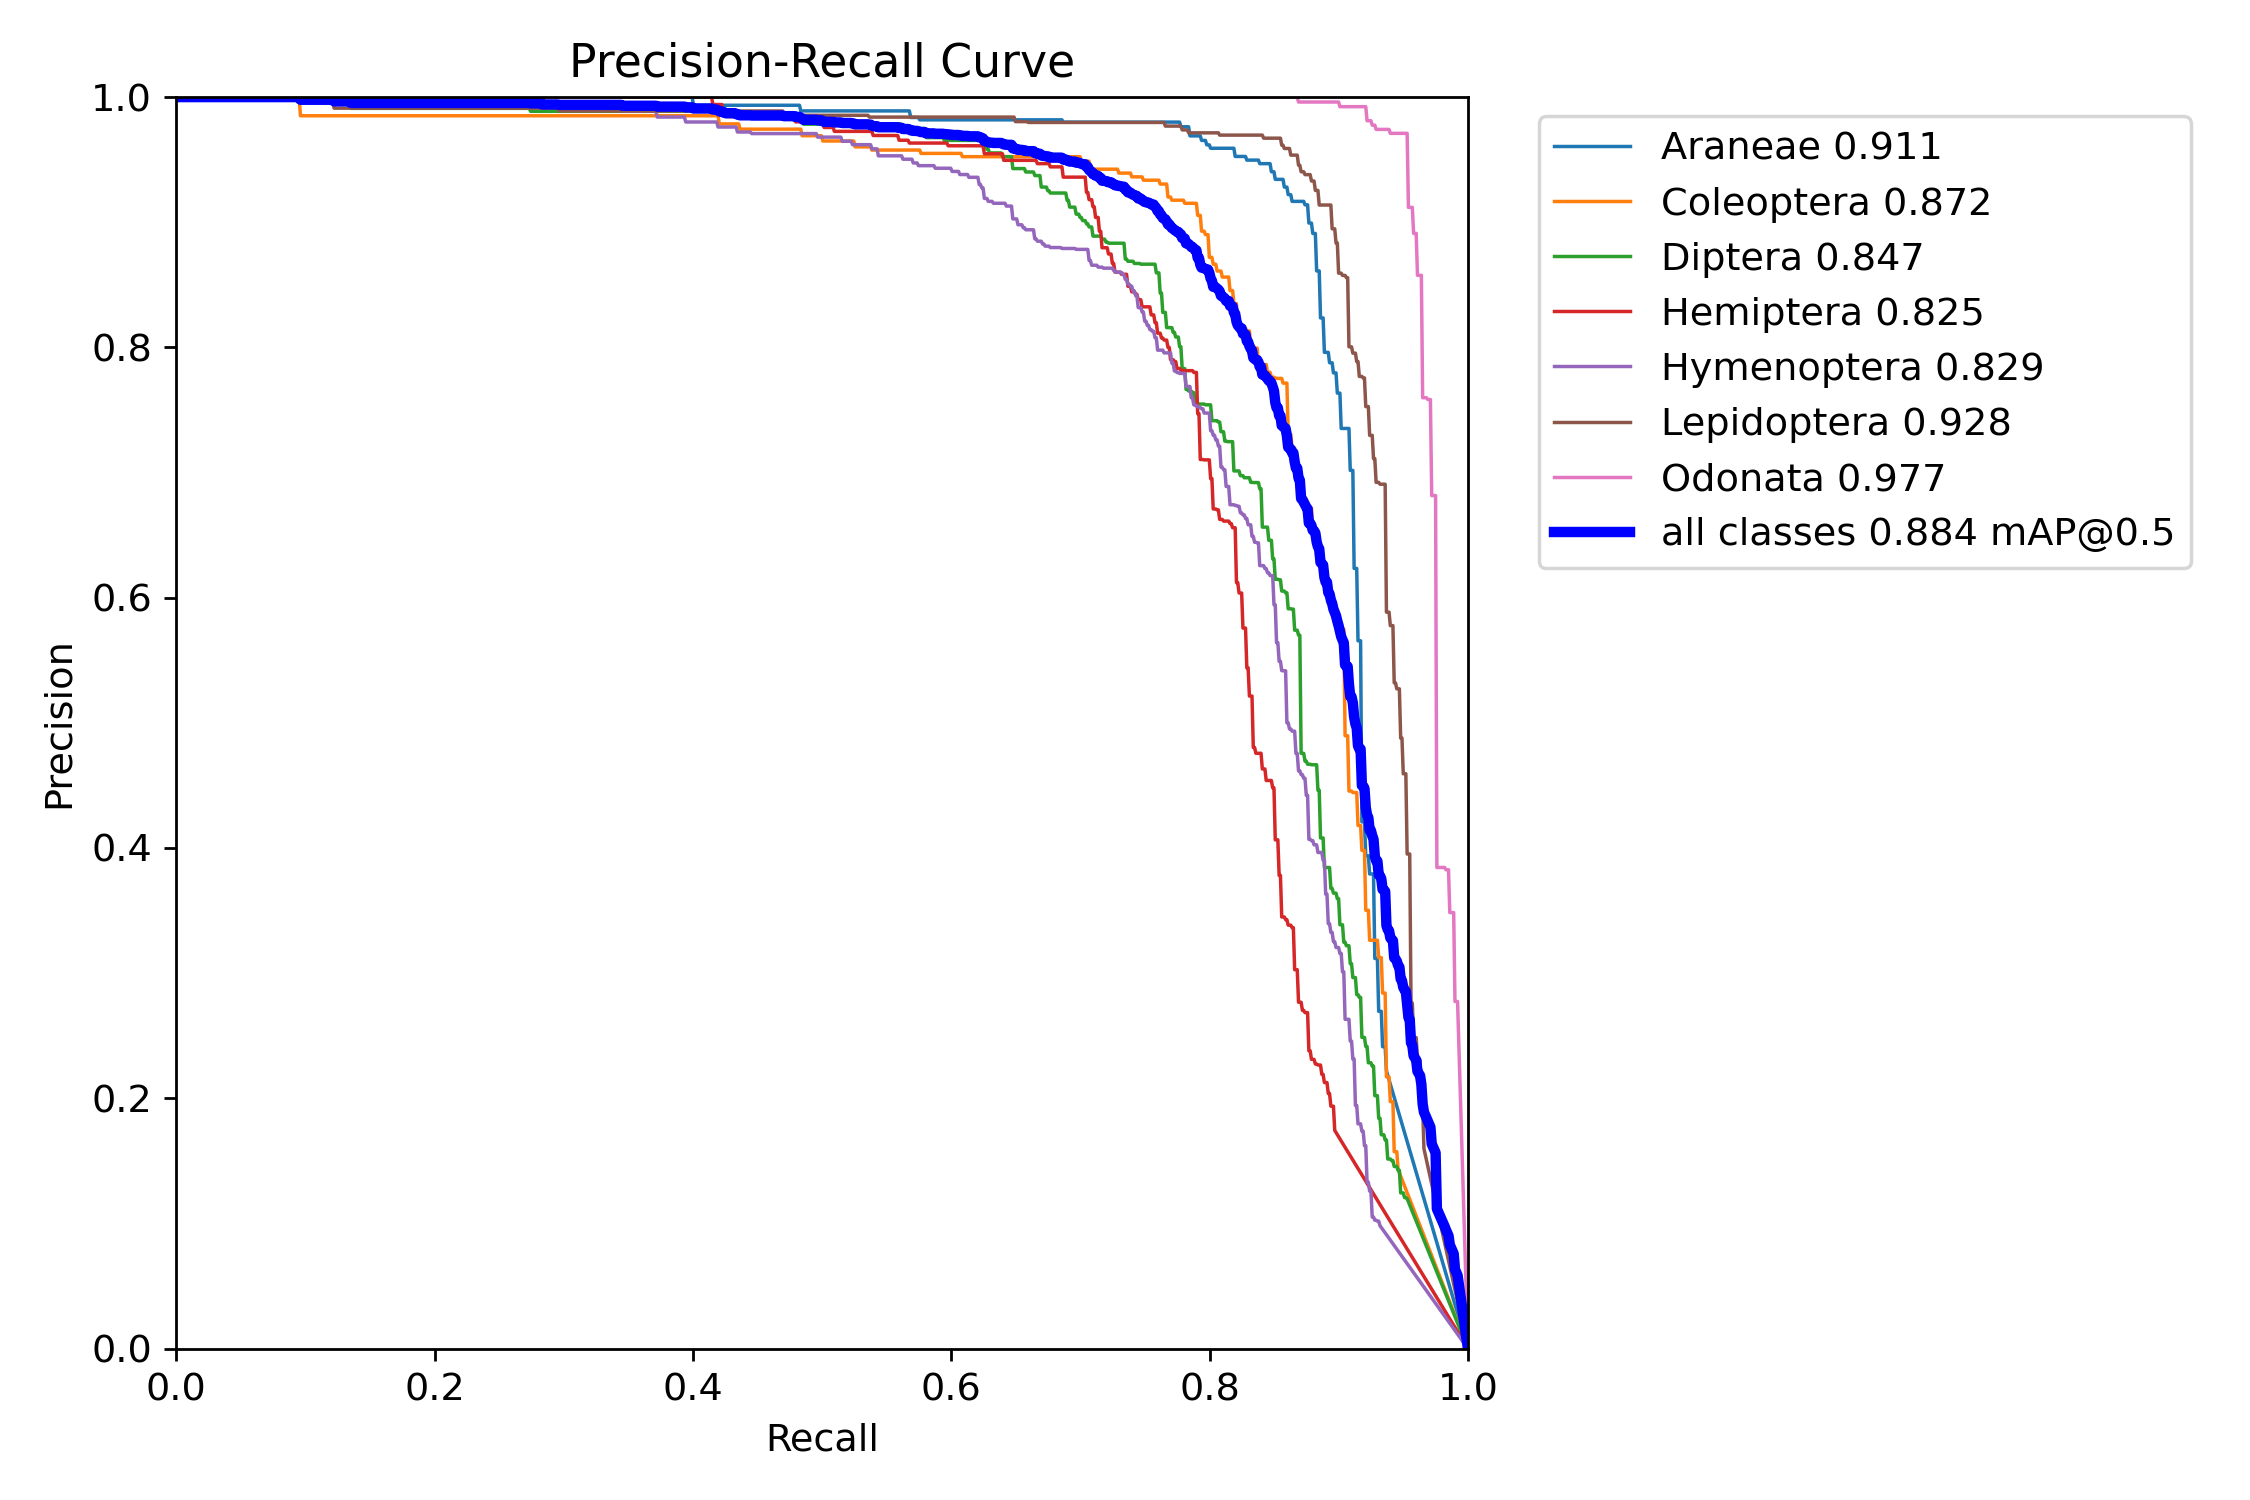 Precision-Recall Curve
1.0
0.8
0.6
0.4
0.2
0.0
Precision
0.0 0.2 0.4 0.6 0.8 1.0
Recall
Araneae 0.911
Coleoptera 0.872
Diptera 0.847
Hemiptera 0.825
Hymenoptera 0.829
Lepidoptera 0.928
Odonata 0.977
all classes 0.884 mAP@0.5